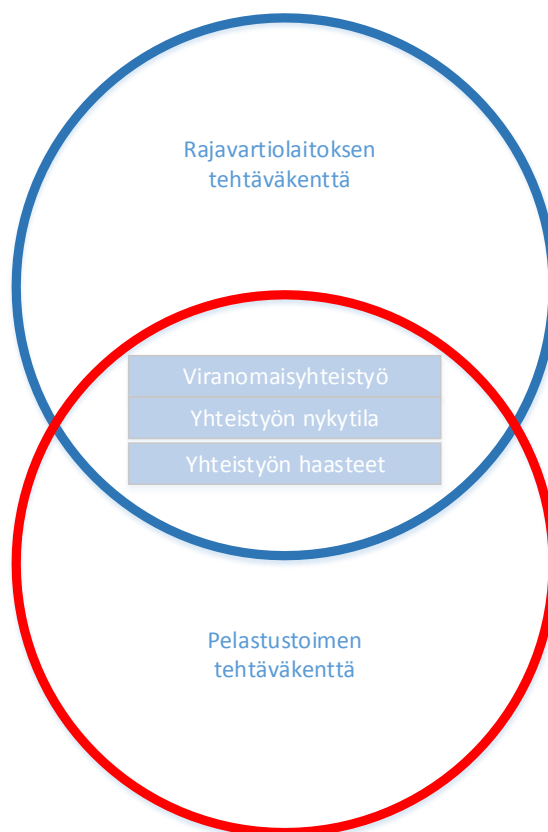 Rajavartiolaitoksen
tehtäväkenttä
Viranomaisyhteistyö
Yhteistyön nykytila
Yhteistyön haasteet
Pelastustoimen
tehtäväkenttä